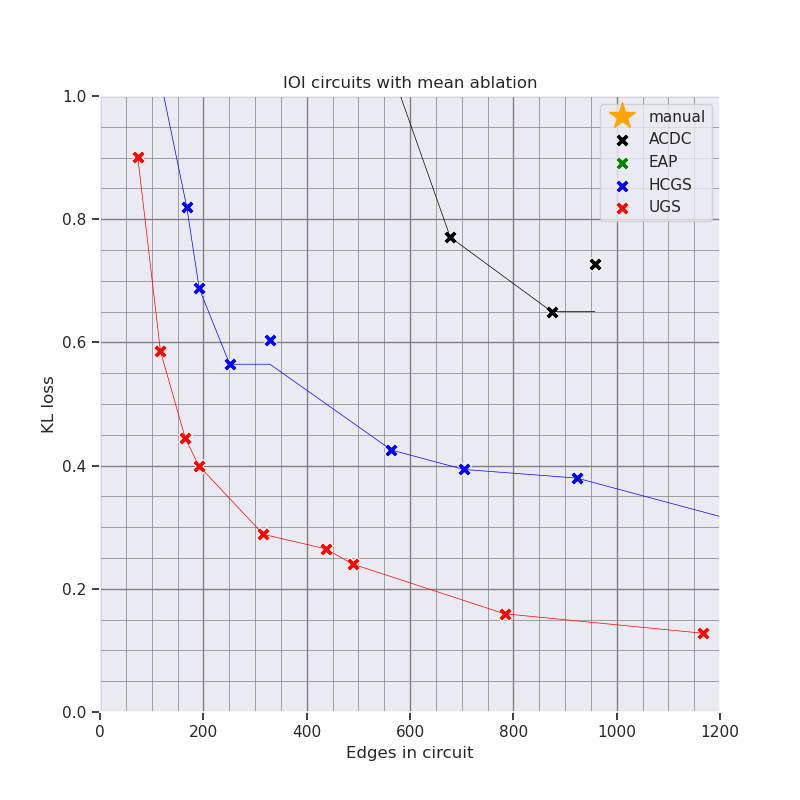 IOI circuits with mean ablation
manual
ACDC
EAP
HCGS
UGS
1.0
0.8
0.6
0.4
0.2
0.0
KL loss
0 200 400 600 800 1000 1200
Edges in circuit